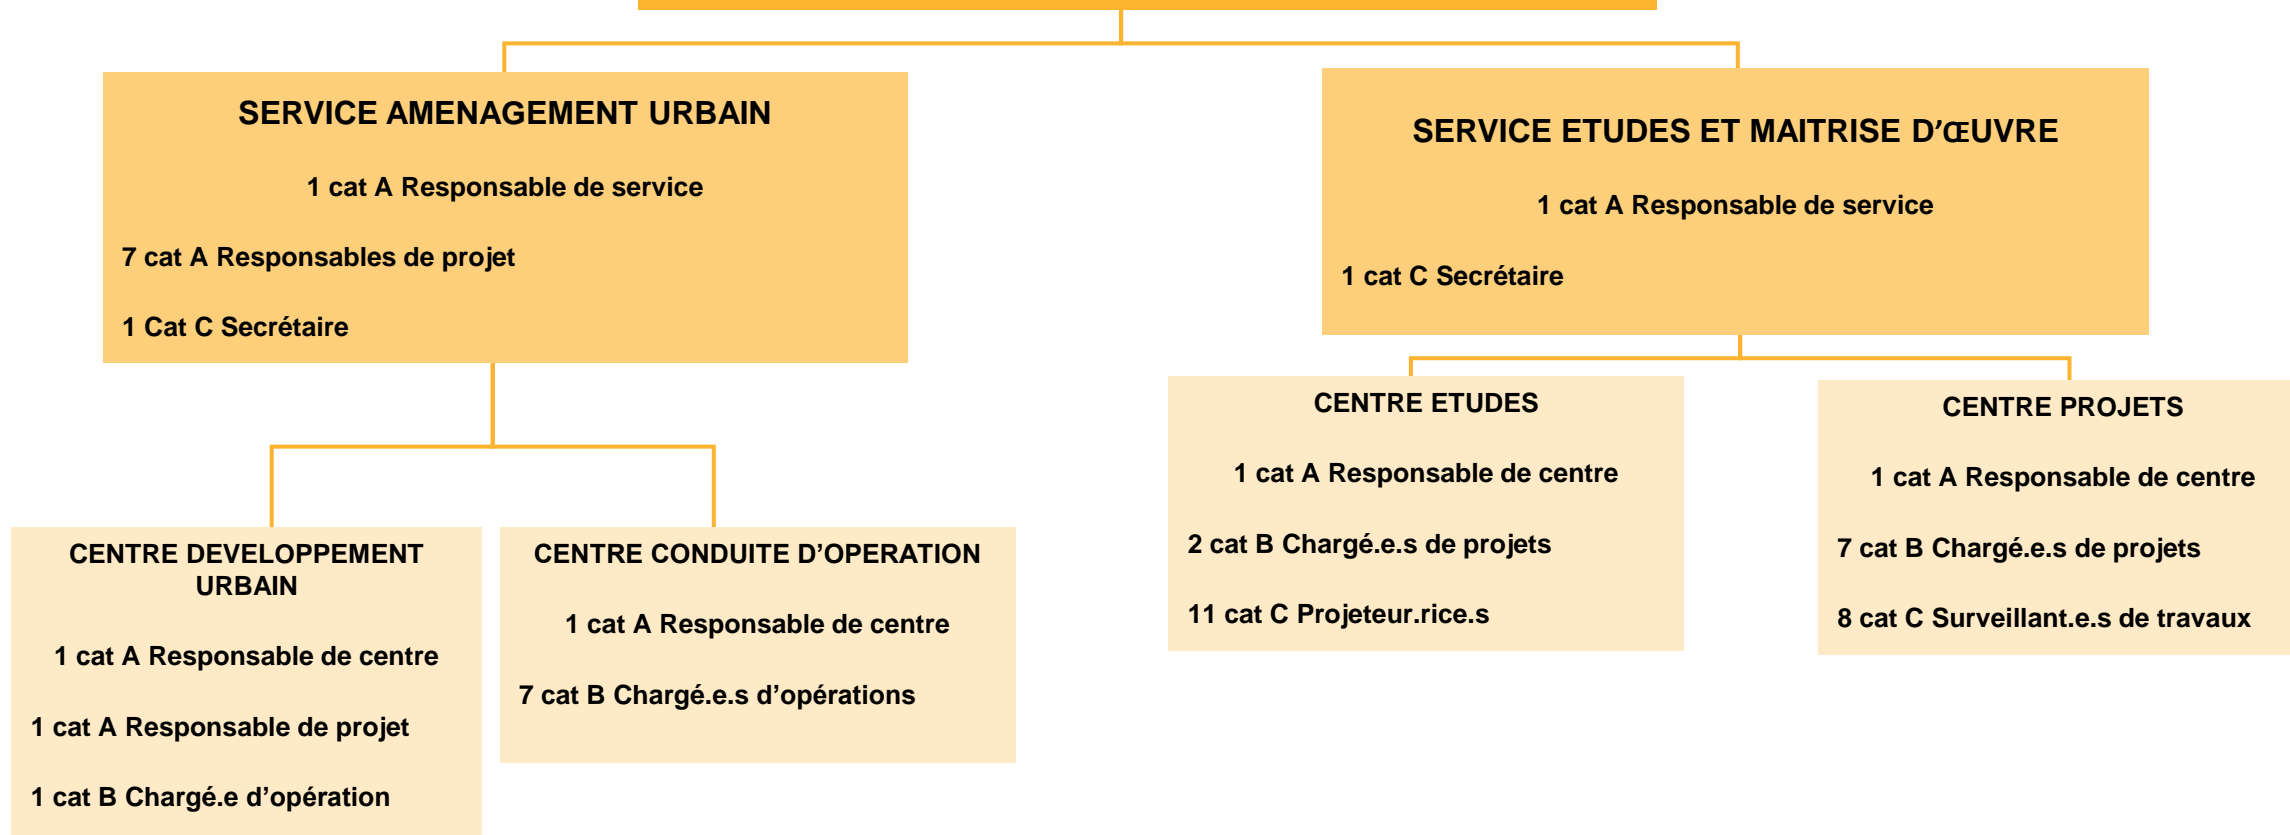 SERVICE AMENAGEMENT URBAIN
1 cat A Responsable de service
7 cat A Responsables de projet
1 Cat C Secrétaire
SERVICE ETUDES ET MAITRISE D’ŒUVRE
1 cat A Responsable de service
1 cat C Secrétaire
CENTRE DEVELOPPEMENT
URBAIN
1 cat A Responsable de centre
1 cat A Responsable de projet
1 cat B Chargé.e d’opération
CENTRE CONDUITE D’OPERATION
1 cat A Responsable de centre
7 cat B Chargé.e.s d’opérations
CENTRE ETUDES
1 cat A Responsable de centre
2 cat B Chargé.e.s de projets
11 cat C Projeteur.rice.s
CENTRE PROJETS
1 cat A Responsable de centre
7 cat B Chargé.e.s de projets
8 cat C Surveillant.e.s de travaux